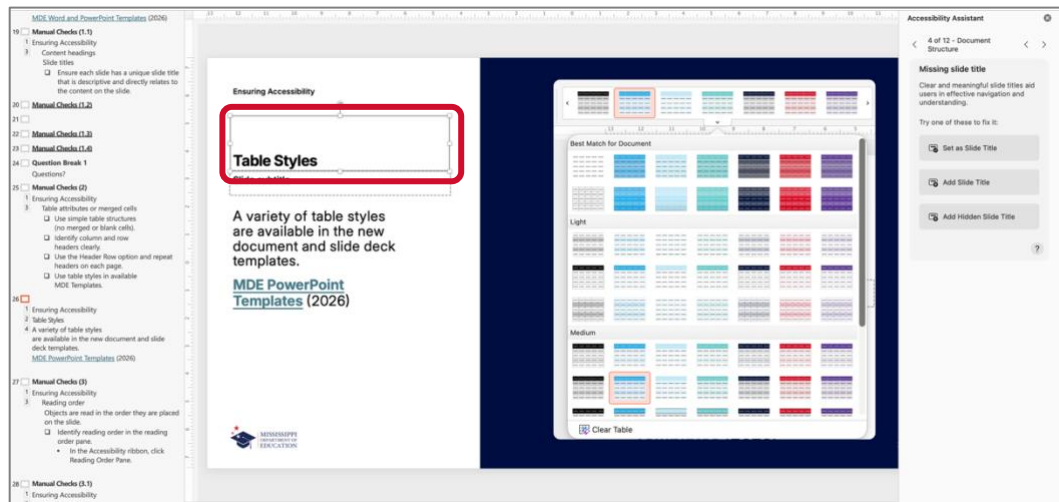 MDE Word and PowerPoint Templates (2026)
19 Manual Checks (1.1)
1 Ensuring Accessibility
3 Content headings
Slide titles
Ensure each slide has a unique slide title
that is descriptive and directly relates to
the content on the slide.
20 Manual Checks (1.2)
21
22 Manual Checks (1.3)
23 Manual Checks (1.4)
24 Question Break 1
Questions?
25 Manual Checks (2)
1 Ensuring Accessibility
3 Table attributes or merged cells
Use simple table structures
(no merged or blank cells).
Identify column and row
headers clearly.
Use the Header Row option and repeat
headers on each page.
Use table styles in available
MDE Templates.
26
1 Ensuring Accessibility
2 Table Styles
4 A variety of table styles
are available in the new document and slide
deck templates.
MDE PowerPoint Templates (2026)
27 Manual Checks (3)
1 Ensuring Accessibility
3 Reading order
Objects are read in the order they are placed
on the slide.
Identify reading order in the reading
order pane.
• In the Accessibility ribbon, click
Reading Order Pane.
28 Manual Checks (3.1)
1 Ensuring Accessibility
Ensuring Accessibility
Table Styles
A variety of table styles
are available in the new
document and slide deck
templates.
MDE PowerPoint
Templates (2026)
MISSISSIPPI
DEPARTMENT OF
EDUCATION
Best Match for Document
Light
Medium
Clear Table
Accessibility Assistant
4 of 12 - Document
Structure
Missing slide title
Clear and meaningful slide titles aid
users in effective navigation and
understanding.
Try one of these to fix it:
Set as Slide Title
Add Slide Title
Add Hidden Slide Title
?